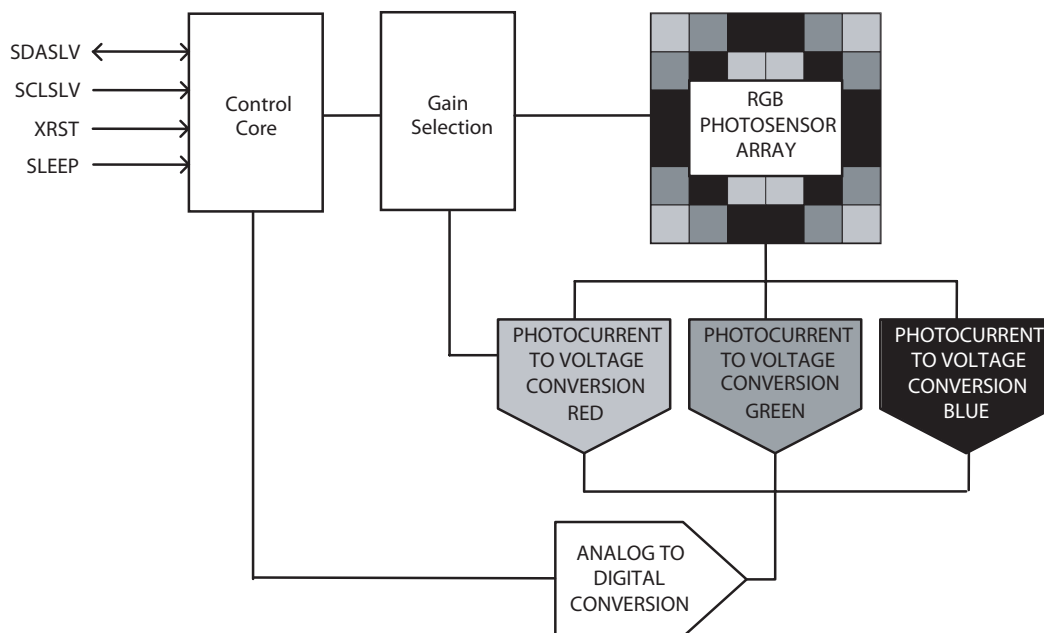 SDASLV
SCLSLV
XRST
SLEEP
Control
Core
Gain
Selection
RGB
PHOTOSENSOR
ARRAY
PHOTOCURRENT
TO VOLTAGE
CONVERSION
RED
PHOTOCURRENT
TO VOLTAGE
CONVERSION
GREEN
PHOTOCURRENT
TO VOLTAGE
CONVERSION
BLUE
ANALOG TO
DIGITAL
CONVERSION